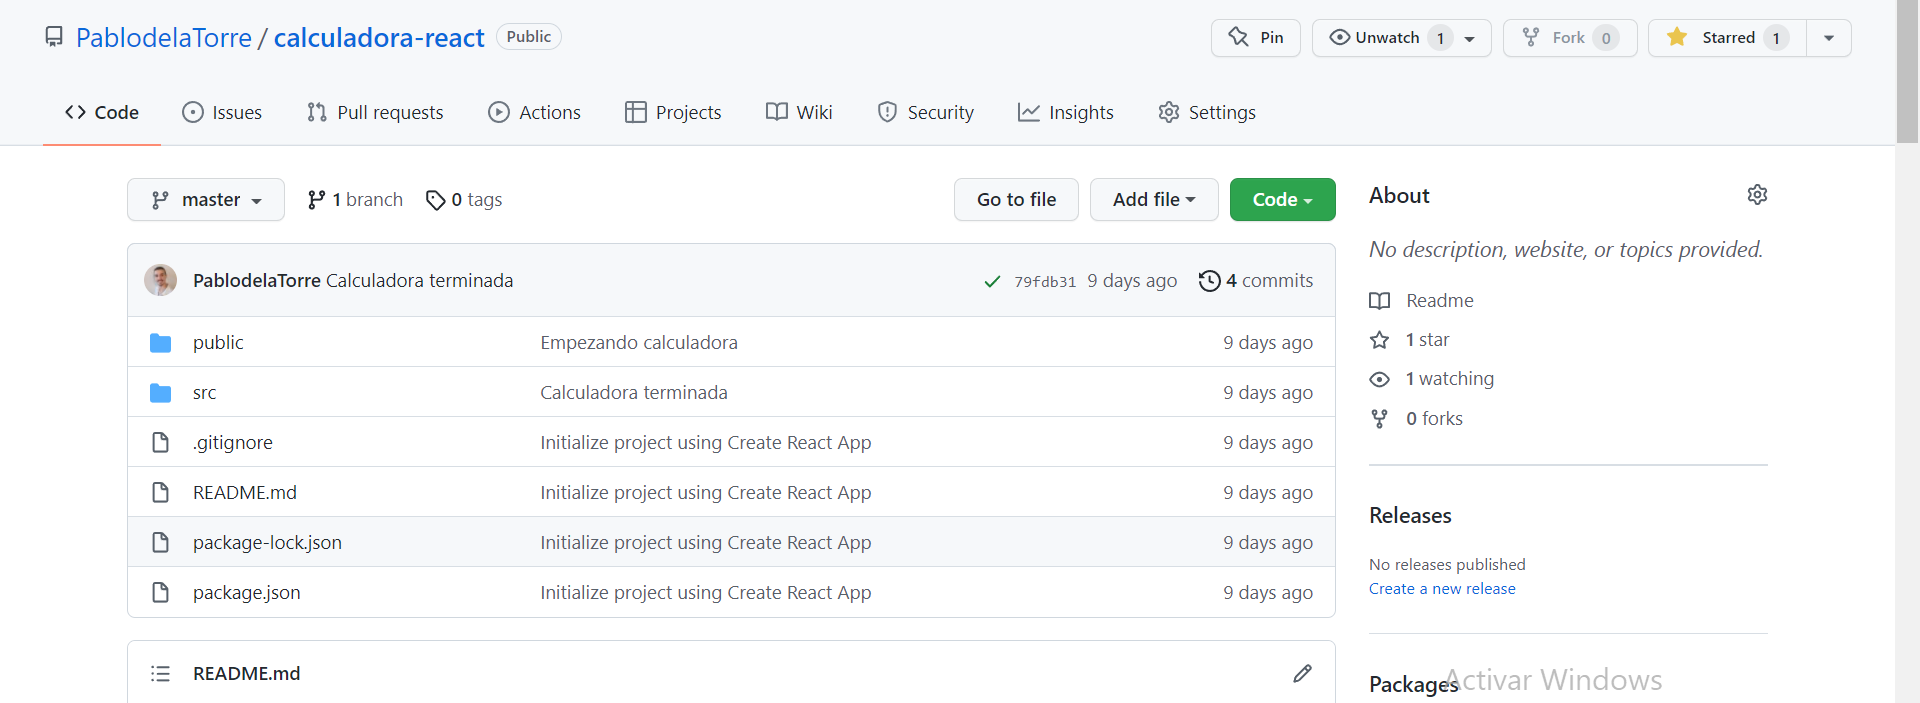 PablodelaTorre / calculadora-react Public
Pin Unwatch 1 Fork 0 Starred 1
Code Issues Pull requests Actions Projects Wiki Security Insights Settings
master 1 branch 0 tags Go to file Add file Code
PablodelaTorre Calculadora terminada 79fdb31 9 days ago 4 commits
public Empezando calculadora 9 days ago
src Calculadora terminada 9 days ago
.gitignore Initialize project using Create React App 9 days ago
README.md Initialize project using Create React App 9 days ago
package-lock.json Initialize project using Create React App 9 days ago
package.json Initialize project using Create React App 9 days ago
README.md
About
No description, website, or topics provided.
Readme
1 star
1 watching
0 forks
Releases
No releases published
Create a new release
Packages
Activar Windows